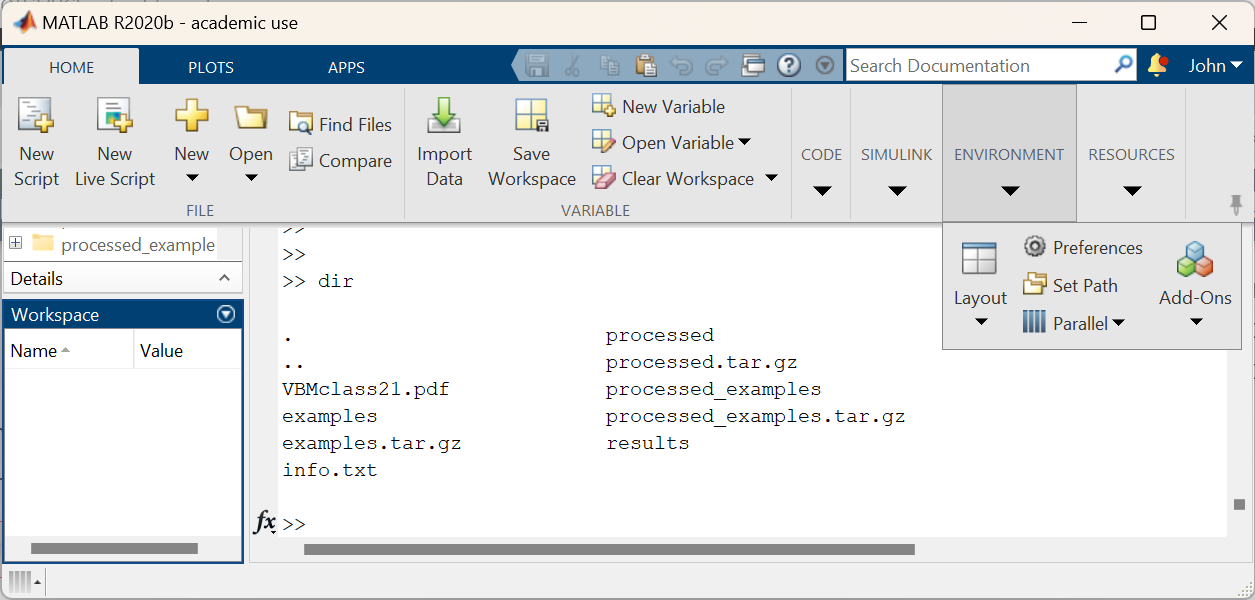 MATLAB R2020b - academic use
HOME PLOTS APPS Search Documentation John
New Script
New Live Script
New
Open
Find Files
Compare
FILE
Import Data
Save Workspace
New Variable
Open Variable
Clear Workspace
VARIABLE
CODE
SIMULINK
ENVIRONMENT
RESOURCES
Layout
Preferences
Set Path
Parallel
Add-Ons
processed_example
Details
Workspace
Name Value
>>
>>
>> dir
. processed
.. processed.tar.gz
VBMclass21.pdf processed_examples
examples processed_examples.tar.gz
examples.tar.gz results
info.txt
fx >>